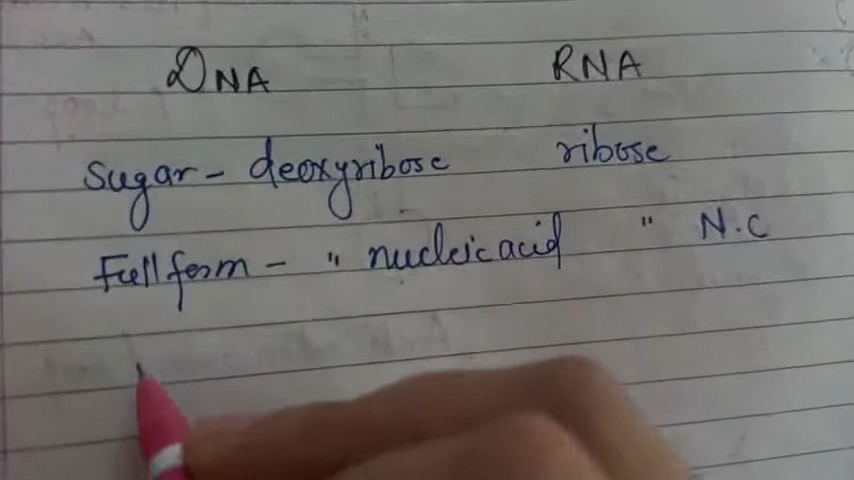 DNA RNA
Sugar - deoxyribose ribose
Full form - " nucleic acid " N.C